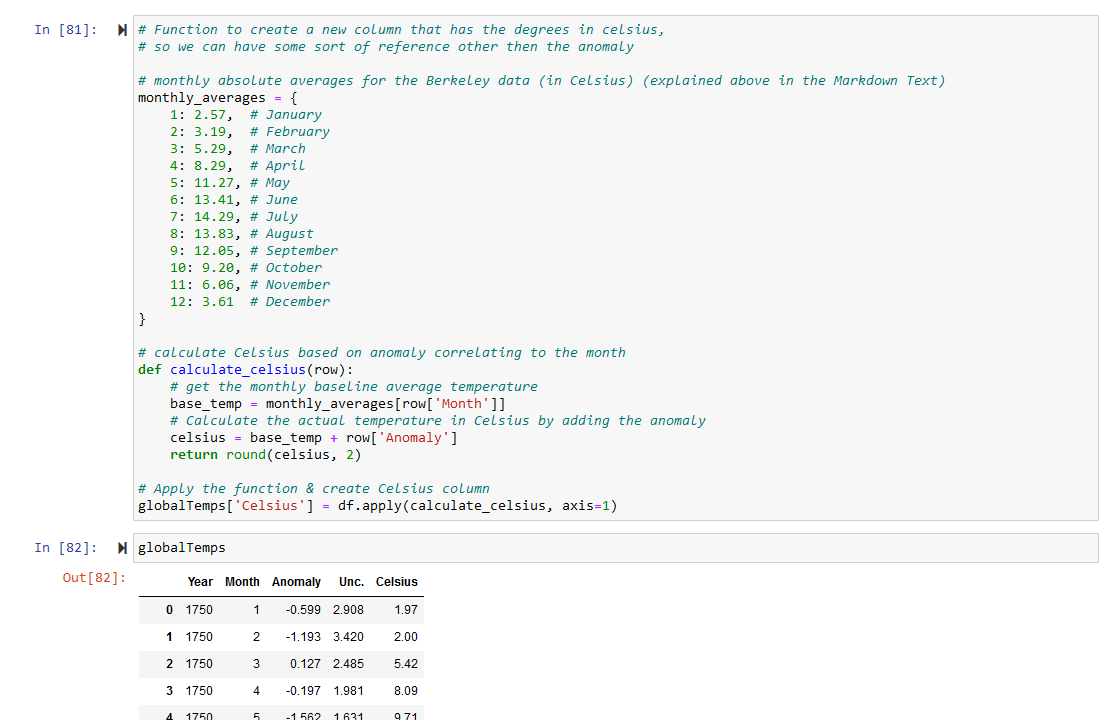 In [81]:
# Function to create a new column that has the degrees in celsius,
# so we can have some sort of reference other then the anomaly
# monthly absolute averages for the Berkeley data (in Celsius) (explained above in the Markdown Text)
monthly_averages = {
1: 2.57, # January
2: 3.19, # February
3: 5.29, # March
4: 8.29, # April
5: 11.27, # May
6: 13.41, # June
7: 14.29, # July
8: 13.83, # August
9: 12.05, # September
10: 9.20, # October
11: 6.06, # November
12: 3.61 # December
}
# calculate Celsius based on anomaly correlating to the month
def calculate_celsius(row):
# get the monthly baseline average temperature
base_temp = monthly_averages[row['Month']]
# Calculate the actual temperature in Celsius by adding the anomaly
celsius = base_temp + row['Anomaly']
return round(celsius, 2)
# Apply the function & create Celsius column
globalTemps['Celsius'] = df.apply(calculate_celsius, axis=1)
In [82]: globalTemps
Out[82]:
Year Month Anomaly Unc. Celsius
0 1750 1 -0.599 2.908 1.97
1 1750 2 -1.193 3.420 2.00
2 1750 3 0.127 2.485 5.42
3 1750 4 -0.197 1.981 8.09
4 1750 5 -1.562 1.631 9.71